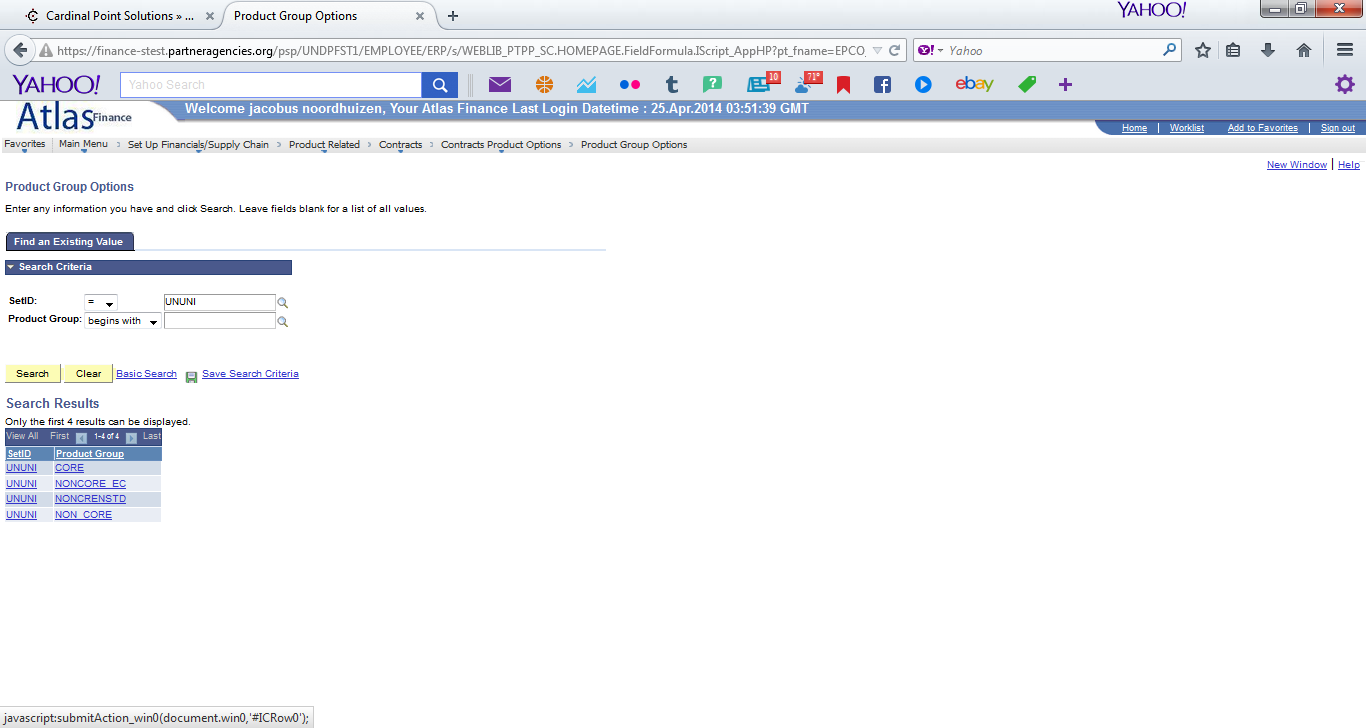 Cardinal Point Solutions » ...
Product Group Options
YAHOO!
https://finance-stest.partneragencies.org/psp/UNDPFST1/EMPLOYEE/ERP/s/WEBLIB_PTPP_SC.HOMEPAGE.FieldFormula.IScript_AppHP?pt_fname=EPCO_
Yahoo
YAHOO!
Yahoo Search
10
71°
ebay
Atlas Finance
Welcome jacobus noordhuizen, Your Atlas Finance Last Login Datetime : 25.Apr.2014 03:51:39 GMT
Home | Worklist Add to Favorites | Sign out
Favorites Main Menu > Set Up Financials/Supply Chain > Product Related > Contracts > Contracts Product Options > Product Group Options
New Window | Help
Product Group Options
Enter any information you have and click Search. Leave fields blank for a list of all values.
Find an Existing Value
Search Criteria
SetID: = UNUNI
Product Group: begins with
Search Clear Basic Search Save Search Criteria
Search Results
Only the first 4 results can be displayed.
View All First 1-4 of 4 Last
SetID Product Group
UNUNI CORE
UNUNI NONCORE_EC
UNUNI NONCRENSTD
UNUNI NON_CORE
javascript:submitAction_win0(document.win0,'#ICRow0');